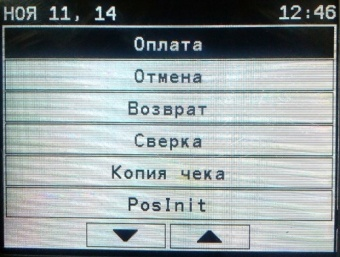 НОЯ 11, 14 12:46
Оплата
Отмена
Возврат
Сверка
Копия чека
PosInit